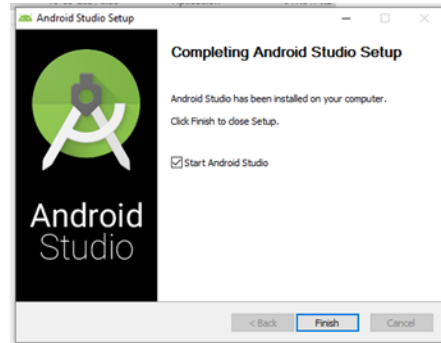 Android Studio Setup
Completing Android Studio Setup
Android Studio has been installed on your computer.
Click Finish to close Setup.
Start Android Studio
Android
Studio
< Back
Finish
Cancel